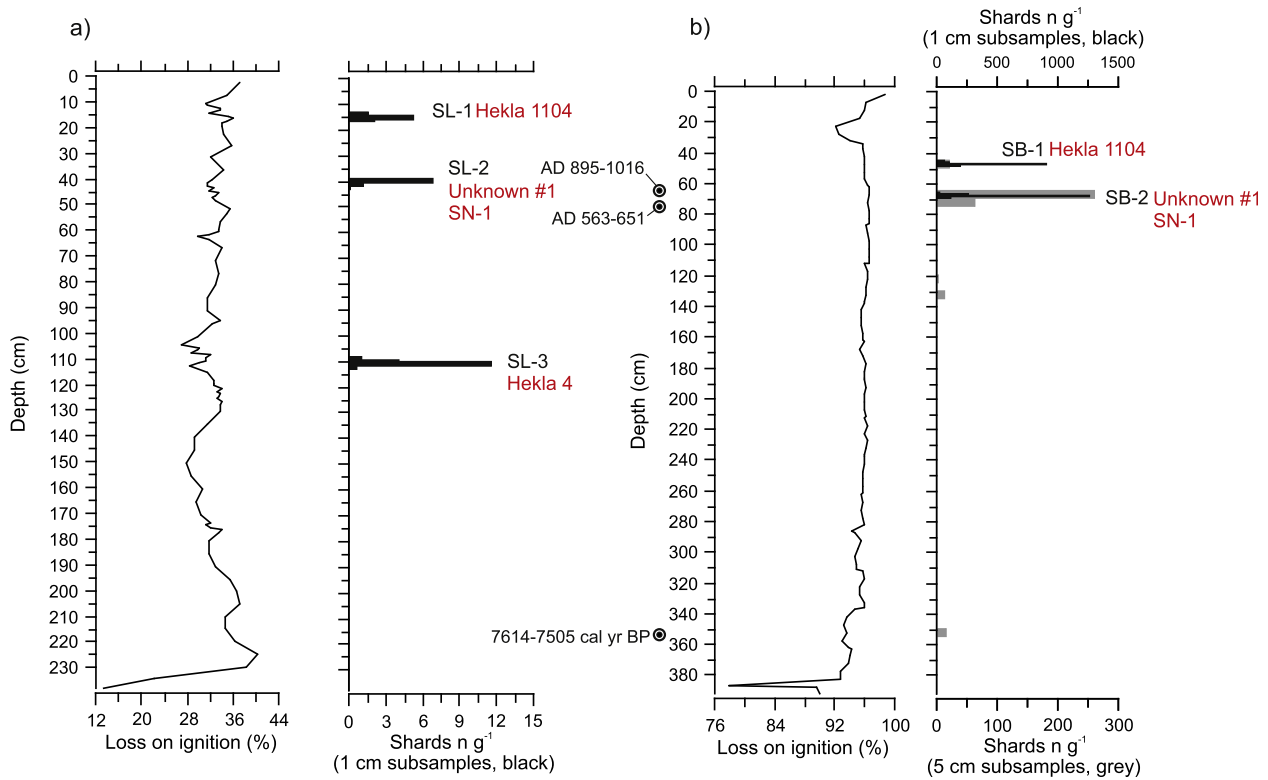 a)
0
10
20
30
40
50
60
70
80
90
100
110
120
130
140
150
160
170
180
190
200
210
220
230
Depth (cm)
12
20
28
36
44
Loss on ignition (%)
SL-1 Hekla 1104
SL-2
Unknown #1
SN-1
SL-3
Hekla 4
0
3
6
9
12
15
Shards n g⁻¹
(1 cm subsamples, black)
b)
AD 895-1016
AD 563-651
7614-7505 cal yr BP
0
20
40
60
80
100
120
140
160
180
200
220
240
260
280
300
320
340
360
380
Depth (cm)
76
84
92
100
Loss on ignition (%)
Shards n g⁻¹
(1 cm subsamples, black)
0
500
1000
1500
SB-1 Hekla 1104
SB-2 Unknown #1
SN-1
0
100
200
300
Shards n g⁻¹
(5 cm subsamples, grey)